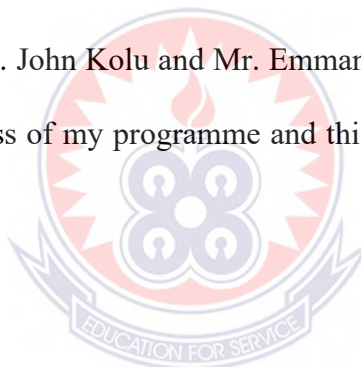 . John Kolu and Mr. Emman
ss of my programme and thi
EDUCATION FOR SERVICE